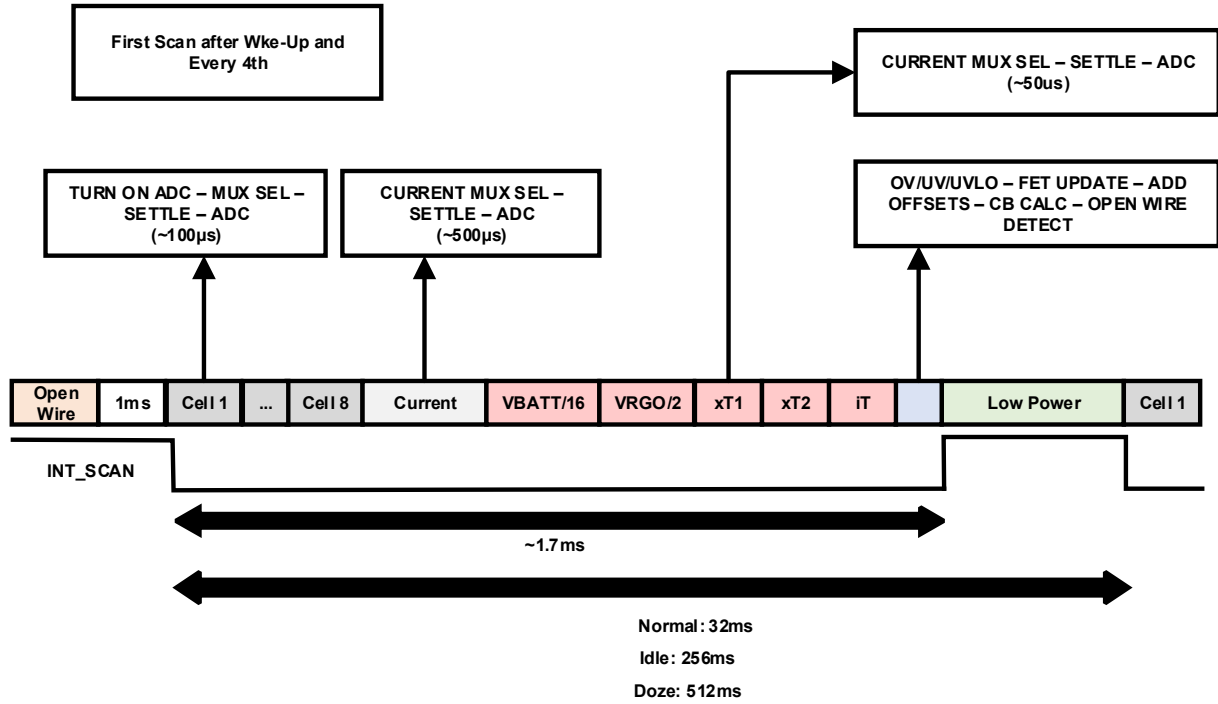 First Scan after Wke-Up and
Every 4th
CURRENT MUX SEL – SETTLE – ADC
(~50us)
TURN ON ADC – MUX SEL –
SETTLE – ADC
(~100µs)
CURRENT MUX SEL –
SETTLE – ADC
(~500µs)
OV/UV/UVLO – FET UPDATE – ADD
OFFSETS – CB CALC – OPEN WIRE
DETECT
Open
Wire
1ms
Cell 1
...
Cell 8
Current
VBATT/16
VRGO/2
xT1
xT2
iT
Low Power
Cell 1
INT_SCAN
~1.7ms
Normal: 32ms
Idle: 256ms
Doze: 512ms